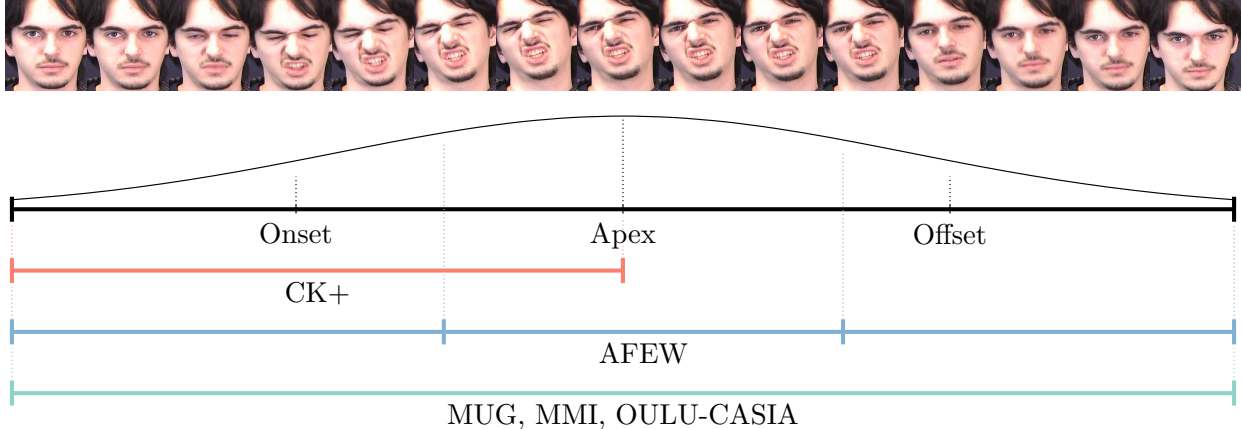 Onset Apex Offset
CK+
AFEW
MUG, MMI, OULU-CASIA